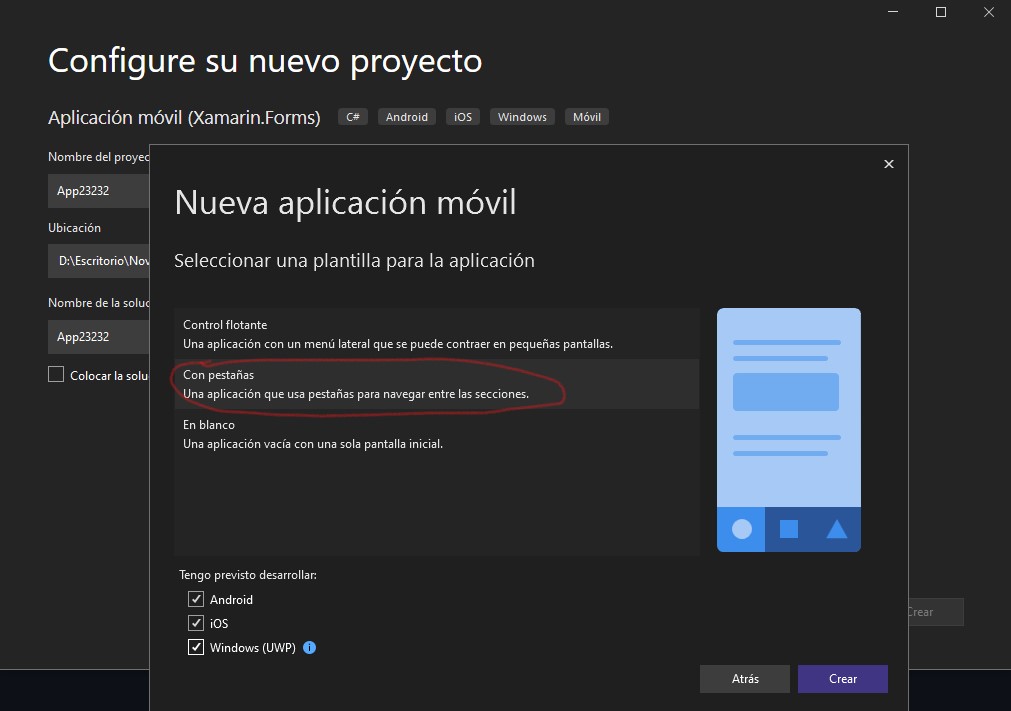 Configure su nuevo proyecto
Aplicación móvil (Xamarin.Forms) C# Android iOS Windows Móvil
Nombre del proyec
App23232
Ubicación
D:\Escritorio\Nov
Nombre de la soluc
App23232
Colocar la solu
Crear
Nueva aplicación móvil
Seleccionar una plantilla para la aplicación
Control flotante
Una aplicación con un menú lateral que se puede contraer en pequeñas pantallas.
Con pestañas
Una aplicación que usa pestañas para navegar entre las secciones.
En blanco
Una aplicación vacía con una sola pantalla inicial.
Tengo previsto desarrollar:
Android
iOS
Windows (UWP)
Atrás Crear